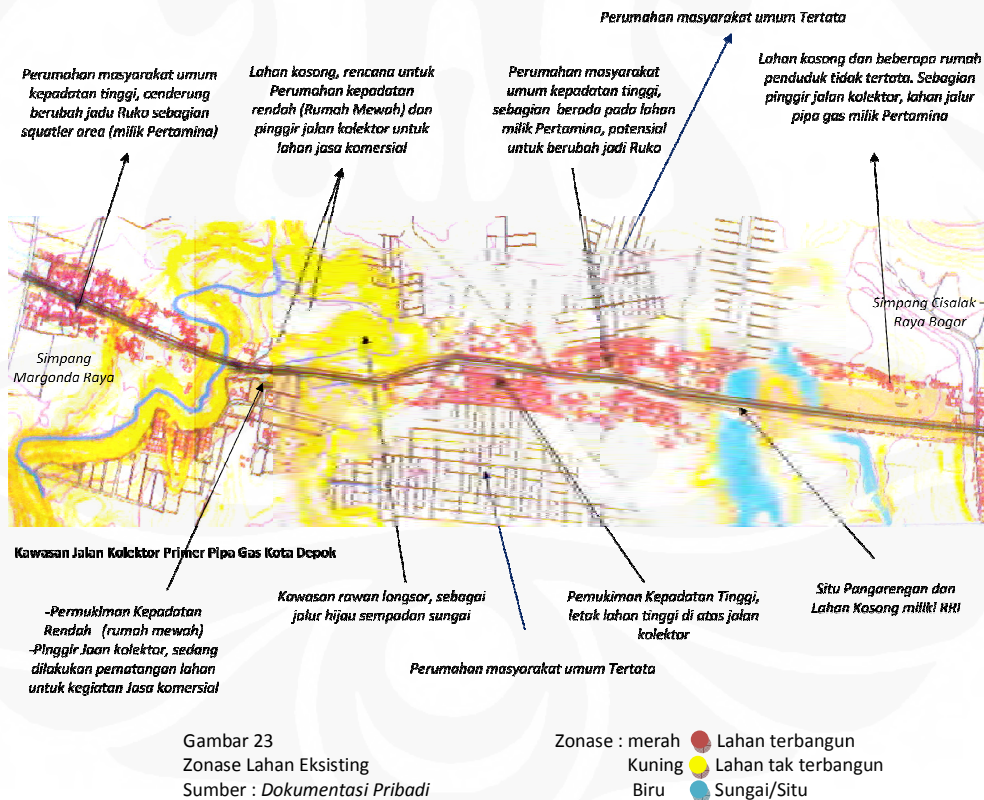 Perumahan masyarakat umum Tertata
Perumahan masyarakat umum
kepadatan tinggi, cenderung
berubah jadu Ruko sebagian
squatler area (milik Pertamina)
Lahan kosong, rencana untuk
Perumahan kepadatan
rendah (Rumah Mewah) dan
pinggir jalan kolektor untuk
lahan jasa komersial
Perumahan masyarakat
umum kepadatan tinggi,
sebagian berada pada lahan
milik Pertamina, potensial
untuk berubah jadi Ruko
Lahan kosong dan beberapa rumah
penduduk tidak tertata. Sebagian
pinggir jalan kolektor, lahan jalur
pipa gas milik Pertamina
Simpang
Margonda Raya
Simpang Cisalak –
Raya Bogor
Kawasan Jalan Kolektor Primer Pipa Gas Kota Depok
-Permukiman Kepadatan
Rendah (rumah mewah)
-Pinggir Jaan kolektor, sedang
dilakukan pematangan lahan
untuk kegiatan Jasa komersial
Kawasan rawan longsor, sebagai
jalur hijau sempadan sungai
Perumahan masyarakat umum Tertata
Pemukiman Kepadatan Tinggi,
letak lahan tinggi di atas jalan
kolektor
Situ Pangarengan dan
Lahan Kosong miliki RRI
Gambar 23
Zonase Lahan Eksisting
Sumber : Dokumentasi Pribadi
Zonase : merah Lahan terbangun
Kuning Lahan tak terbangun
Biru Sungai/Situ